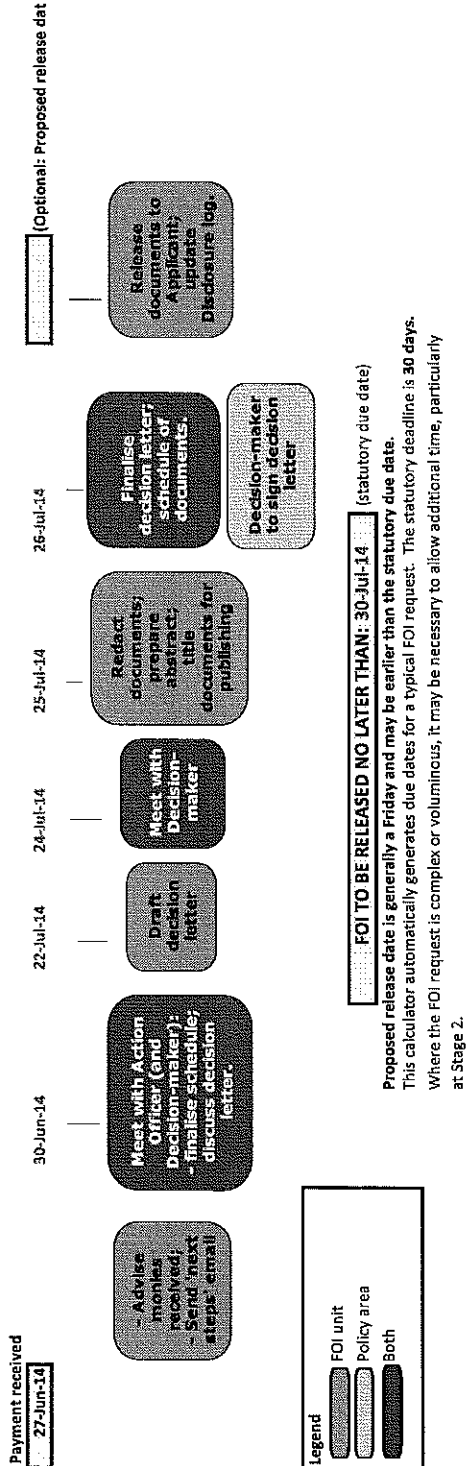 Payment received
27-Jun-14
30-Jun-14
22-Jul-14
24-Jul-14
25-Jul-14
26-Jul-14
(Optional: Proposed release dat
- Advise
monies
received;
- Send 'next
steps' email
Meet with Action
Officer (and
Decision-maker):
- finalise schedule;
discuss decision
letter.
Draft
decision
letter
Meet with
Decision-
maker
Redact
documents;
prepare
abstract;
title
documents for
publishing
Finalise
decision letter;
schedule of
documents.
Decision-maker
to sign decision
letter
Release
documents to
Applicant;
update
Disclosure log.
Legend
FOI unit
Policy area
Both
FOI TO BE RELEASED NO LATER THAN: 30-Jul-14 (statutory due date)
Proposed release date is generally a Friday and may be earlier than the statutory due date.
This calculator automatically generates due dates for a typical FOI request. The statutory deadline is 30 days.
Where the FOI request is complex or voluminous, it may be necessary to allow additional time, particularly
at Stage 2.